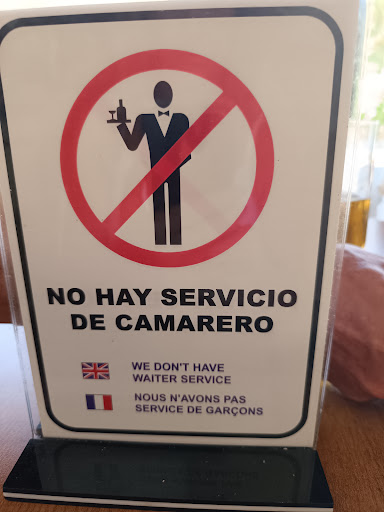 NO HAY SERVICIO
DE CAMARERO
WE DON'T HAVE
WAITER SERVICE
NOUS N'AVONS PAS
SERVICE DE GARÇONS